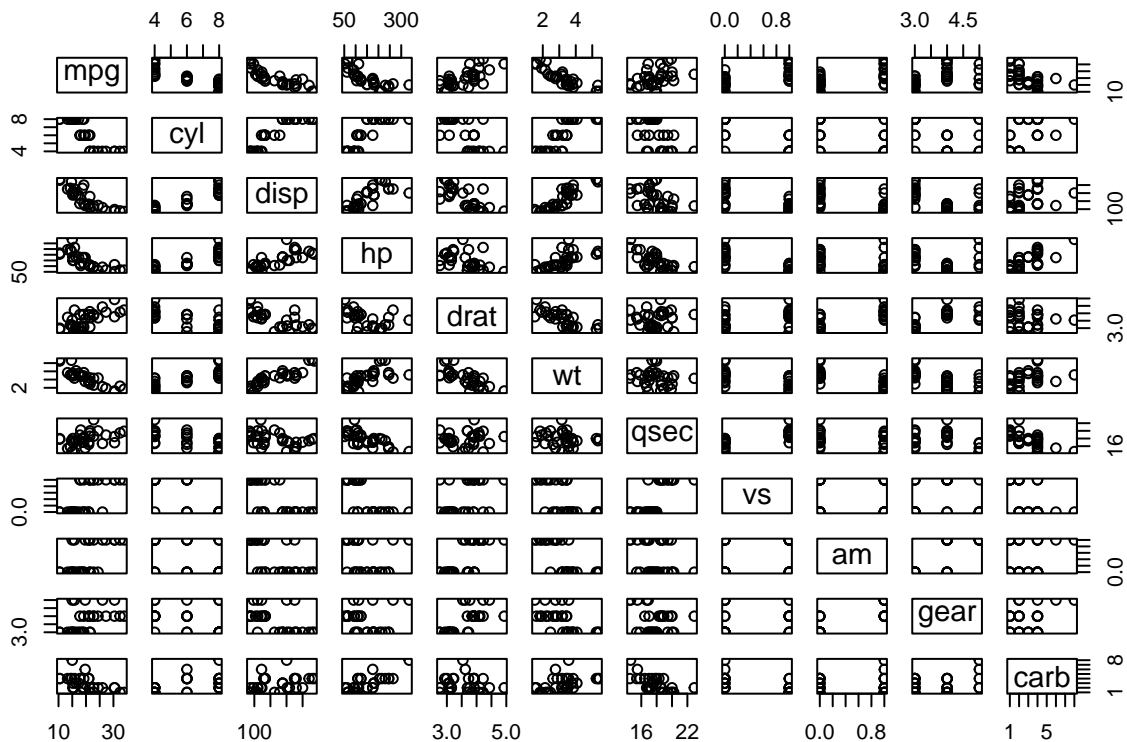 4 6 8 50 300 2 4 0.0 0.8 3.0 4.5
mpg 10
4 8 cyl
disp 100
50 hp
drat 3.0
2 wt
qsec 16
0.0 vs
am 0.0
3.0 gear
carb 1 8
10 30 100 3.0 5.0 16 22 0.0 0.8 1 5